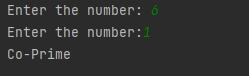 Enter the number: 6
Enter the number:1
Co-Prime